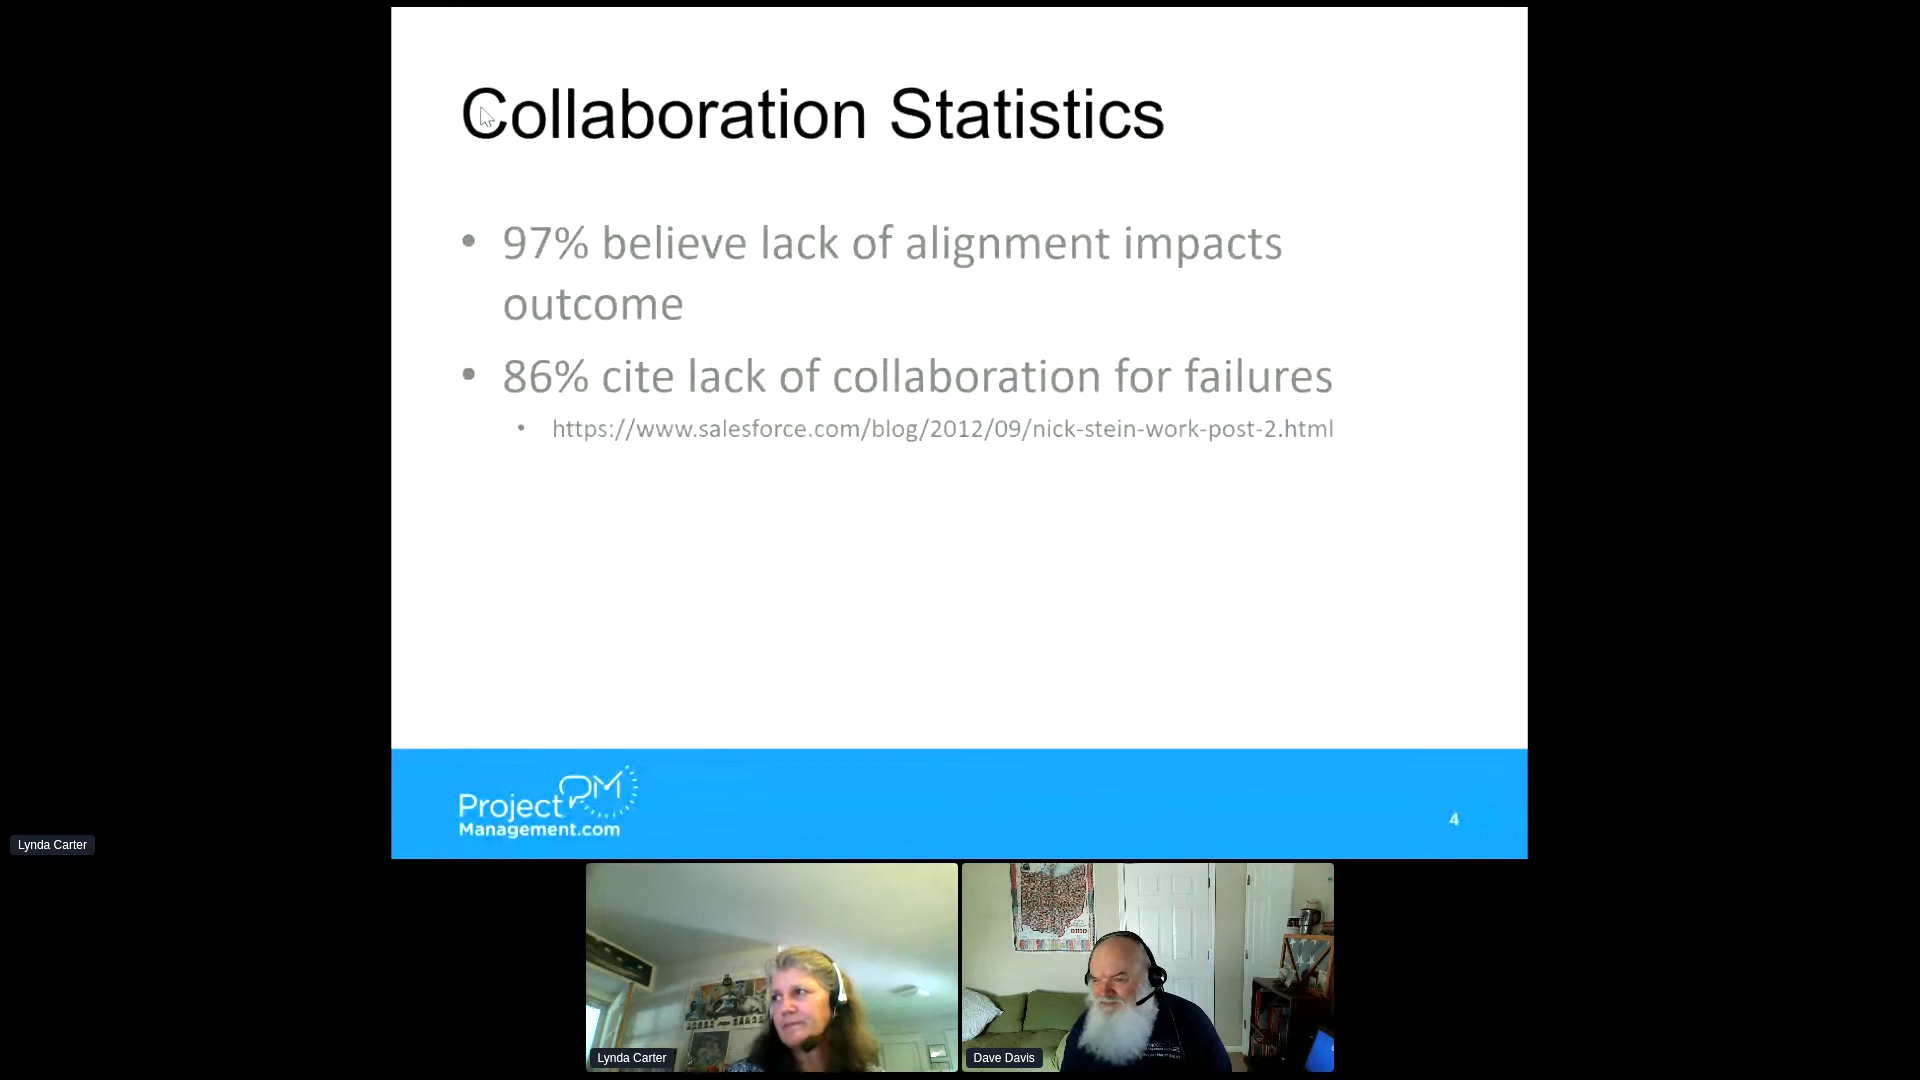 Collaboration Statistics
• 97% believe lack of alignment impacts
outcome
• 86% cite lack of collaboration for failures
• https://www.salesforce.com/blog/2012/09/nick-stein-work-post-2.html
Project PM
Management.com
4
Lynda Carter
Lynda Carter
Dave Davis
OHIO